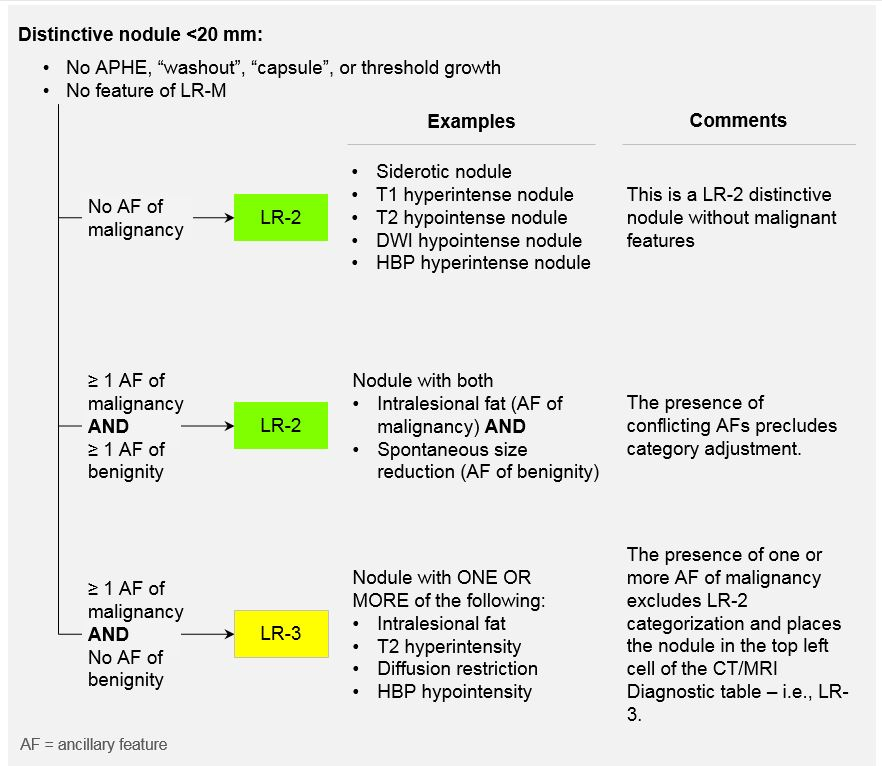 Distinctive nodule <20 mm:
• No APHE, “washout”, “capsule”, or threshold growth
• No feature of LR-M
Examples
Comments
No AF of
malignancy
LR-2
• Siderotic nodule
• T1 hyperintense nodule
• T2 hypointense nodule
• DWI hypointense nodule
• HBP hyperintense nodule
This is a LR-2 distinctive
nodule without malignant
features
≥ 1 AF of
malignancy
AND
≥ 1 AF of
benignity
LR-2
Nodule with both
• Intralesional fat (AF of
malignancy) AND
• Spontaneous size
reduction (AF of benignity)
The presence of
conflicting AFs precludes
category adjustment.
≥ 1 AF of
malignancy
AND
No AF of
benignity
LR-3
Nodule with ONE OR
MORE of the following:
• Intralesional fat
• T2 hyperintensity
• Diffusion restriction
• HBP hypointensity
The presence of one or
more AF of malignancy
excludes LR-2
categorization and places
the nodule in the top left
cell of the CT/MRI
Diagnostic table – i.e., LR-
3.
AF = ancillary feature